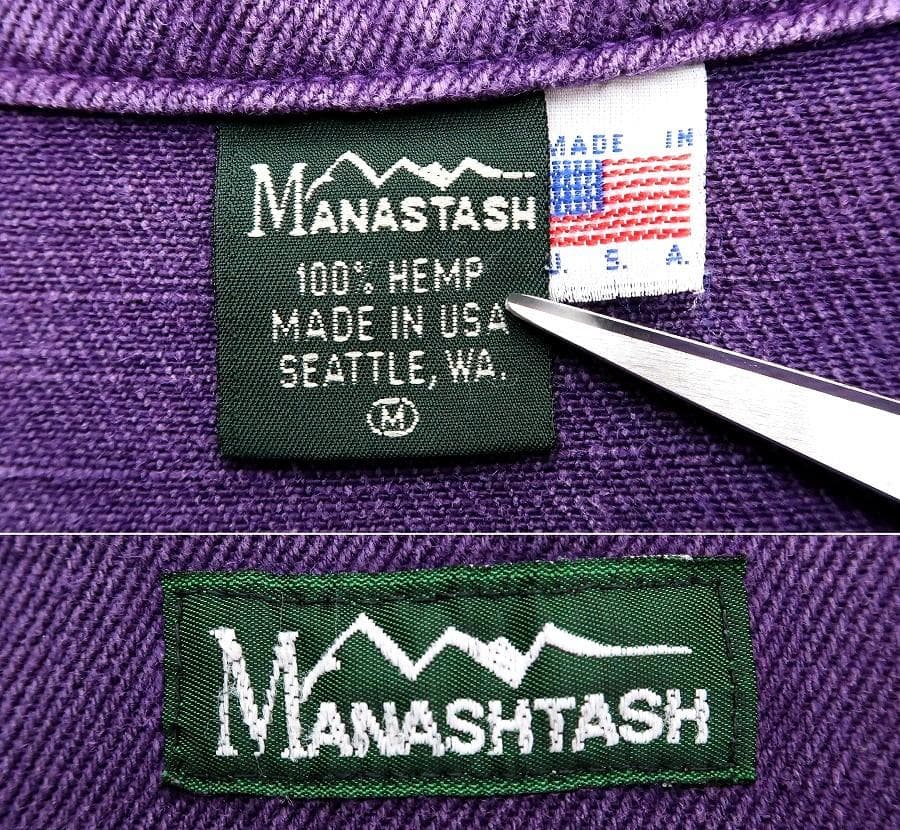 MANASTASH
100% HEMP
MADE IN USA
SEATTLE, WA.
M
MADE IN
U. S. A.
MANASHTASH